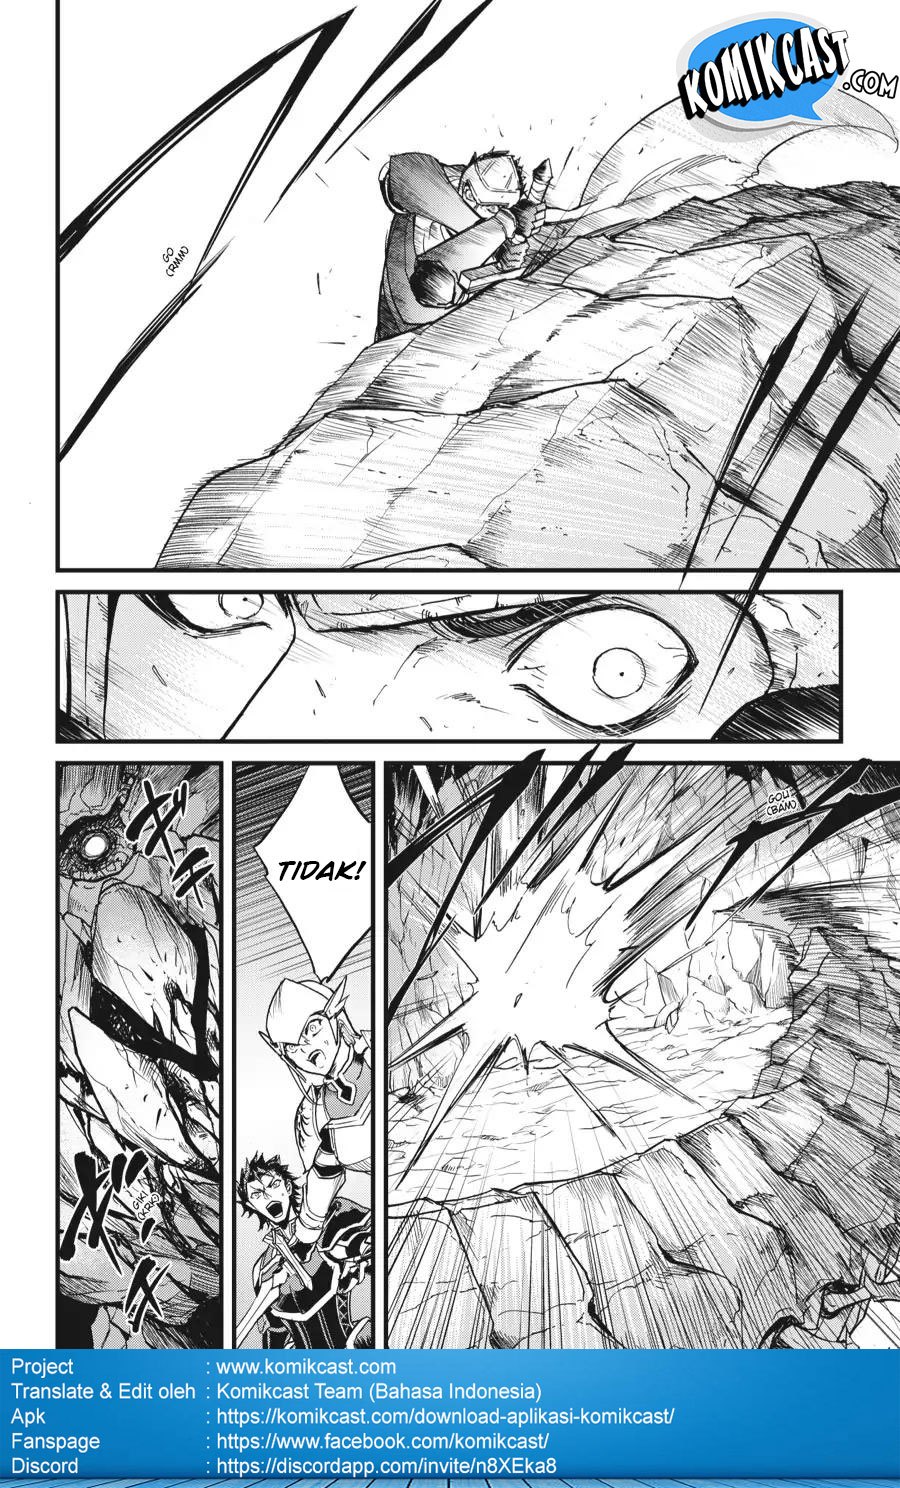 KOMIKCAST
.COM
GO
(RMM)
GOLI
(BAM)
TIDAK!
GIKI
(KRK)
Project : www.komikcast.com
Translate & Edit oleh : Komikcast Team (Bahasa Indonesia)
Apk : https://komikcast.com/download-aplikasi-komikcast/
Fanspage : https://www.facebook.com/komikcast/
Discord : https://discordapp.com/invite/n8XEka8